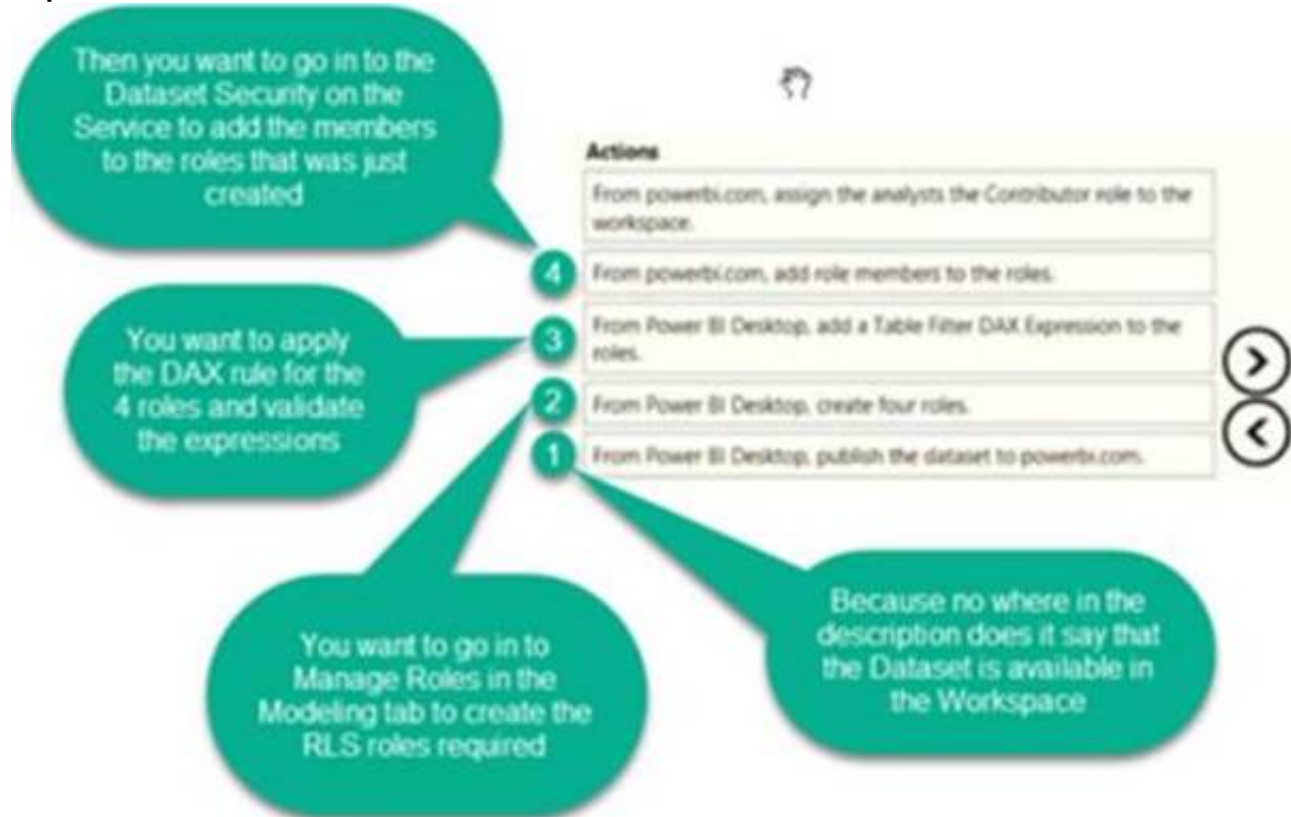 Then you want to go in to the
Dataset Security on the
Service to add the members
to the roles that was just
created
Actions
From powerbi.com, assign the analysts the Contributor role to the
workspace.
4
From powerbi.com, add role members to the roles.
You want to apply
the DAX rule for the
4 roles and validate
the expressions
3
From Power BI Desktop, add a Table Filter DAX Expression to the
roles.
2
From Power BI Desktop, create four roles.
1
From Power BI Desktop, publish the dataset to powerbi.com.
You want to go in to
Manage Roles in the
Modeling tab to create the
RLS roles required
Because no where in the
description does it say that
the Dataset is available in
the Workspace